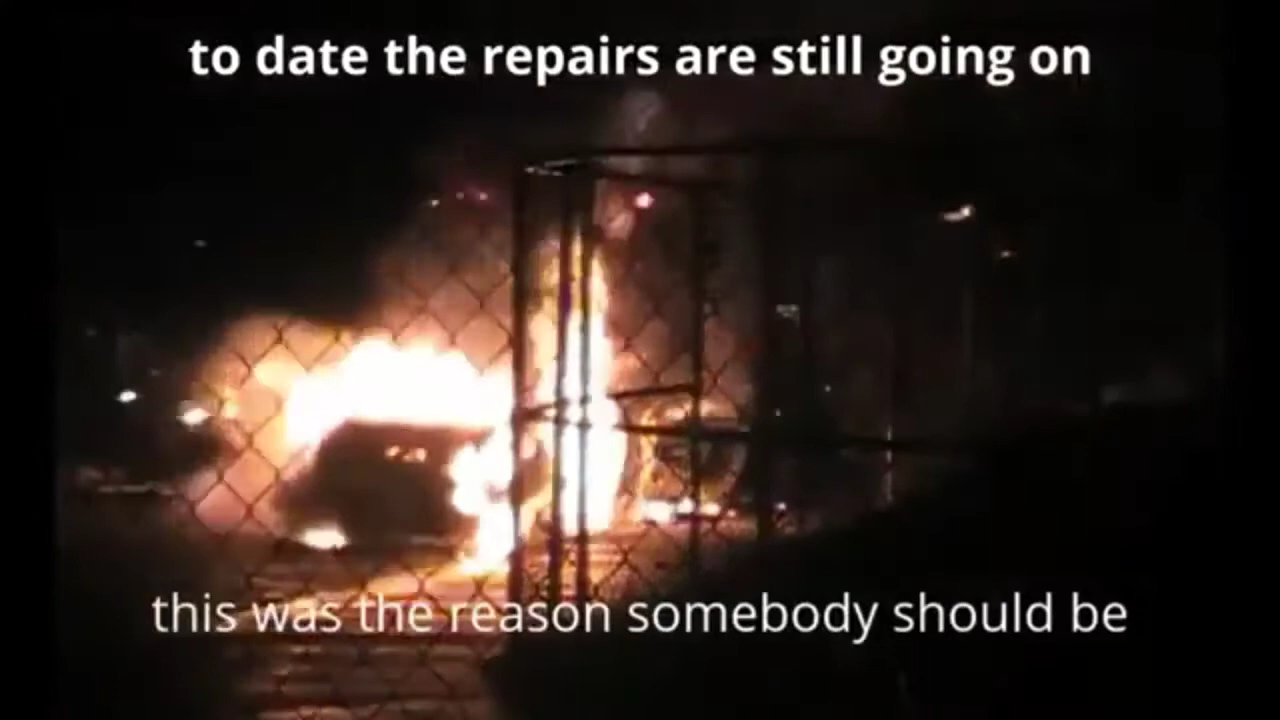 to date the repairs are still going on
this was the reason somebody should be